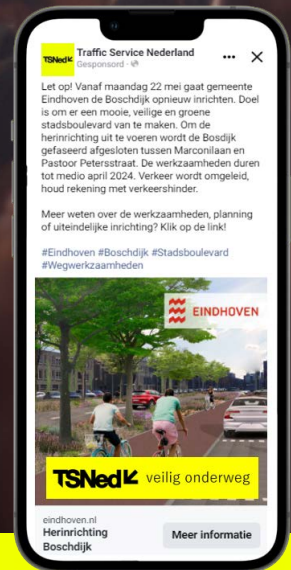 TSNed
Traffic Service Nederland
Gesponsord ·
Let op! Vanaf maandag 22 mei gaat gemeente
Eindhoven de Boschdijk opnieuw inrichten. Doel
is om er een mooie, veilige en groene
stadsboulevard van te maken. Om de
herinrichting uit te voeren wordt de Bosdijk
gefaseerd afgesloten tussen Marconilaan en
Pastoor Petersstraat. De werkzaamheden duren
tot medio april 2024. Verkeer wordt omgeleid,
houd rekening met verkeershinder.
Meer weten over de werkzaamheden, planning
of uiteindelijke inrichting? Klik op de link!
#Eindhoven #Boschdijk #Stadsboulevard
#Wegwerkzaamheden
EINDHOVEN
TSNed veilig onderweg
eindhoven.nl
Herinrichting
Boschdijk
Meer informatie